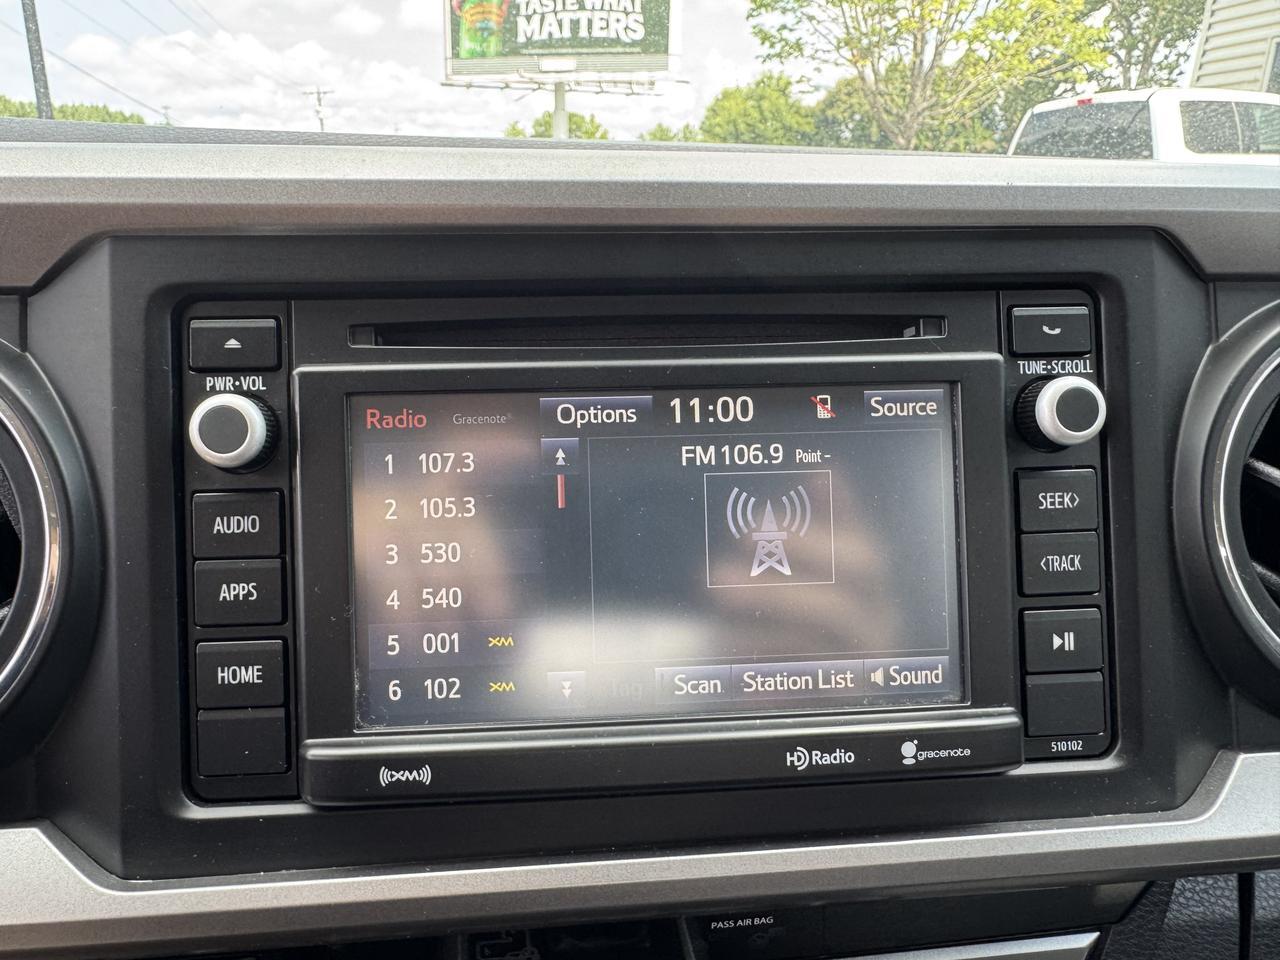 TASTE WHAT
MATTERS
PWR•VOL
TUNE•SCROLL
AUDIO
APPS
HOME
SEEK>
<TRACK
510102
Radio
Gracenote®
Options
11:00
Source
1 107.3
2 105.3
3 530
4 540
5 001 XM
6 102 XM
FM 106.9 Point-
Tag
Scan
Station List
Sound
((XM))
HD Radio
gracenote
PASS AIR BAG